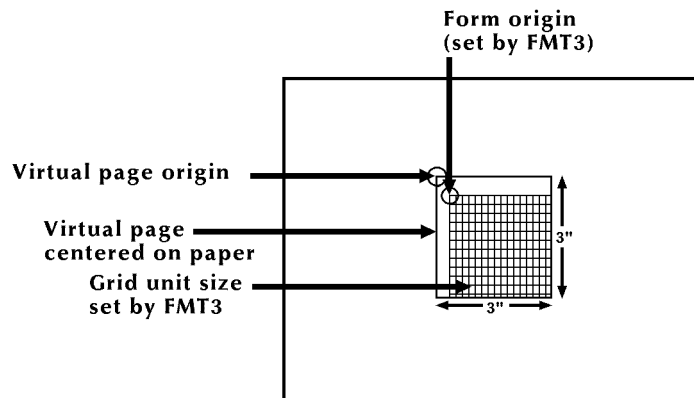 Form origin
(set by FMT3)
Virtual page origin
Virtual page
centered on paper
3"
Grid unit size
set by FMT3
3"